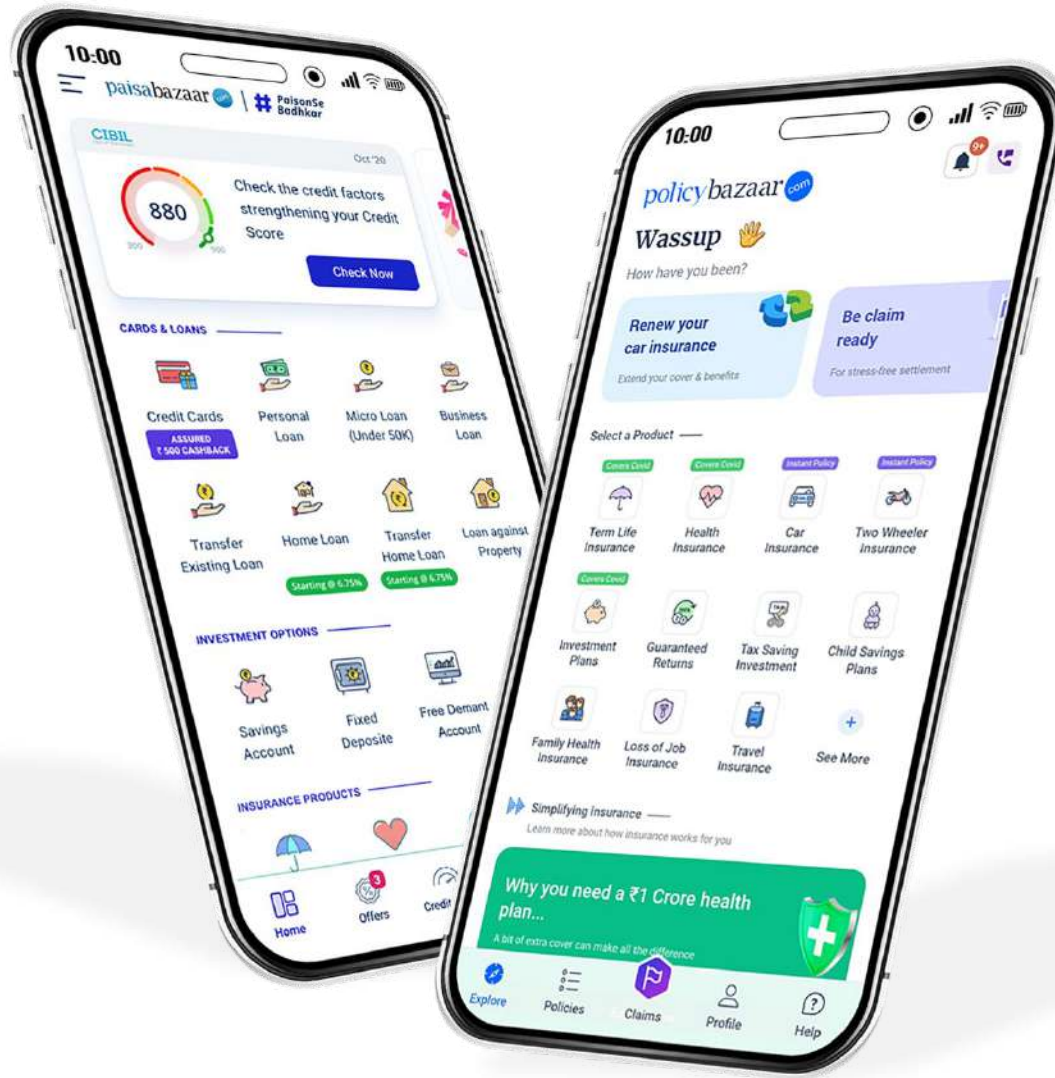 10:00
paisabazaar com | # PaisonSe
Badhkar
CIBIL
Oct '20
880
300
900
Check the credit factors
strengthening your Credit
Score
Check Now
CARDS & LOANS
Credit Cards
ASSURED
₹ 500 CASHBACK
Personal
Loan
Micro Loan
(Under 50K)
Business
Loan
Transfer
Existing Loan
Home Loan
Starting @ 6.75%
Transfer
Home Loan
Starting @ 6.75%
Loan against
Property
INVESTMENT OPTIONS
Savings
Account
Fixed
Deposite
Free Demant
Account
INSURANCE PRODUCTS
Home
3
Offers
Credit
10:00
9+
policybazaar com
Wassup
How have you been?
Renew your
car insurance
Extend your cover & benefits
Be claim
ready
For stress-free settlement
Select a Product
Covers Covid
Term Life
Insurance
Covers Covid
Health
Insurance
Instant Policy
Car
Insurance
Instant Policy
Two Wheeler
Insurance
Covers Covid
Investment
Plans
Guaranteed
Returns
Tax Saving
Investment
Child Savings
Plans
Family Health
Insurance
Loss of Job
Insurance
Travel
Insurance
See More
Simplifying Insurance
Learn more about how insurance works for you
Why you need a ₹1 Crore health
plan...
A bit of extra cover can make all the difference
Explore
Policies
Claims
Profile
Help